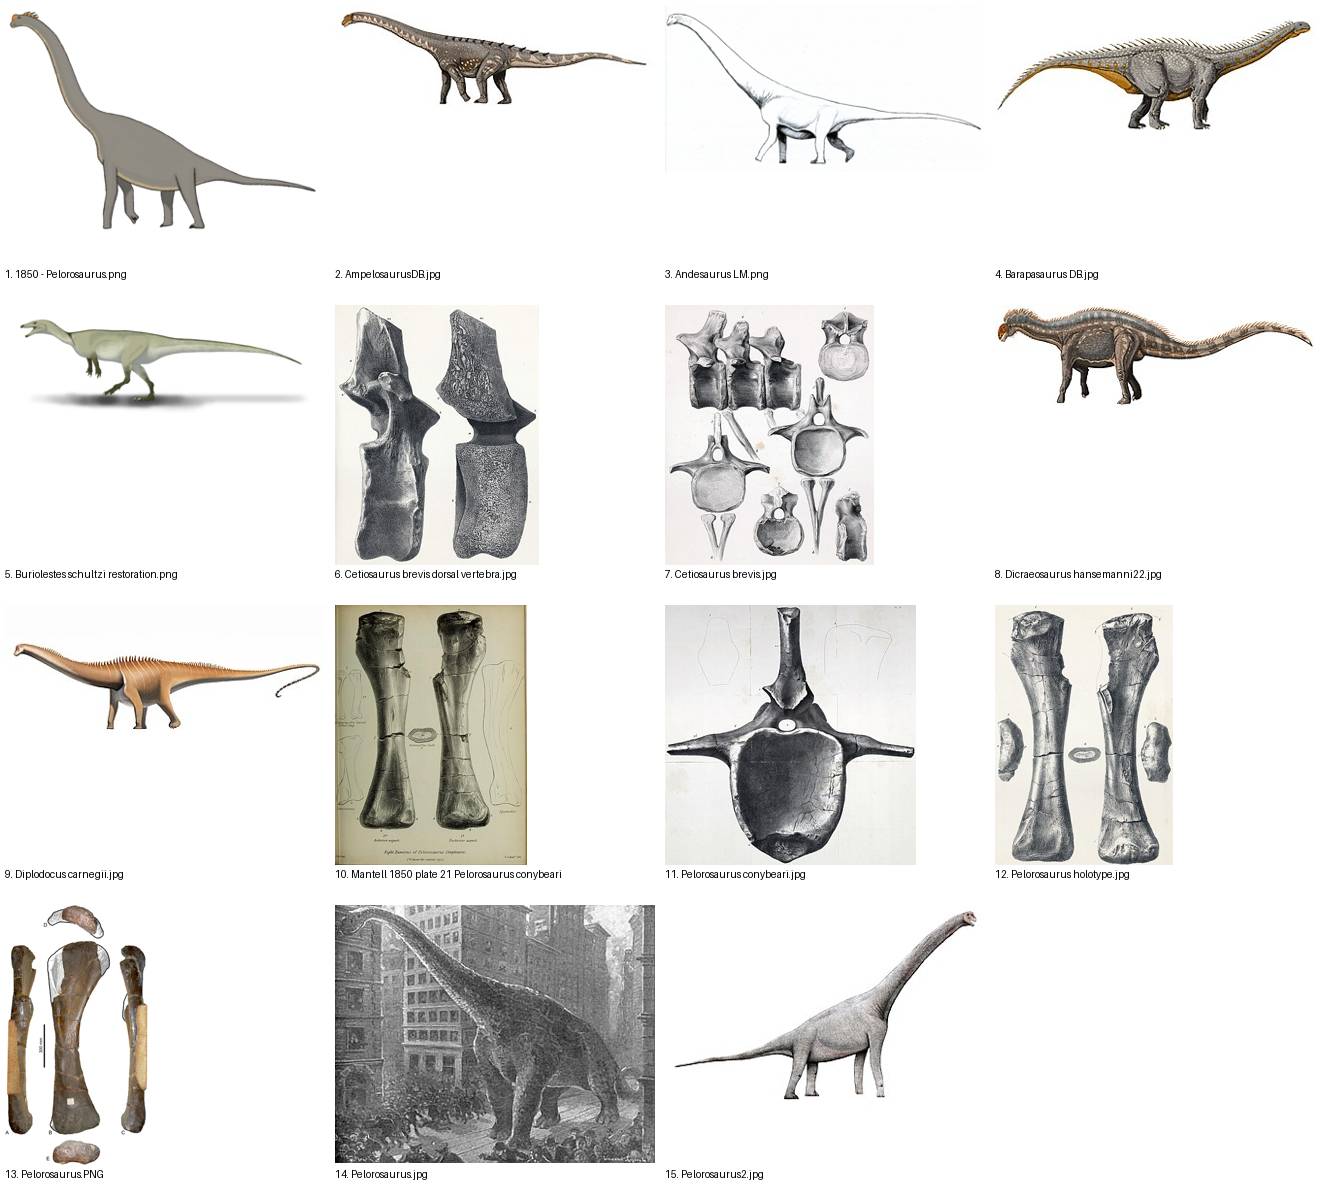 1. 1850 - Pelorosaurus.png
2. AmpelosaurusDB.jpg
3. Andesaurus LM.png
4. Barapasaurus DB.jpg
5. Buriolestes schultzi restoration.png
6. Cetiosaurus brevis dorsal vertebra.jpg
7. Cetiosaurus brevis.jpg
8. Dicraeosaurus hansemanni22.jpg
9. Diplodocus carnegii.jpg
10. Mantell 1850 plate 21 Pelorosaurus conybeari
11. Pelorosaurus conybeari.jpg
12. Pelorosaurus holotype.jpg
D
A
B
C
E
13. Pelorosaurus.PNG
14. Pelorosaurus.jpg
15. Pelorosaurus2.jpg